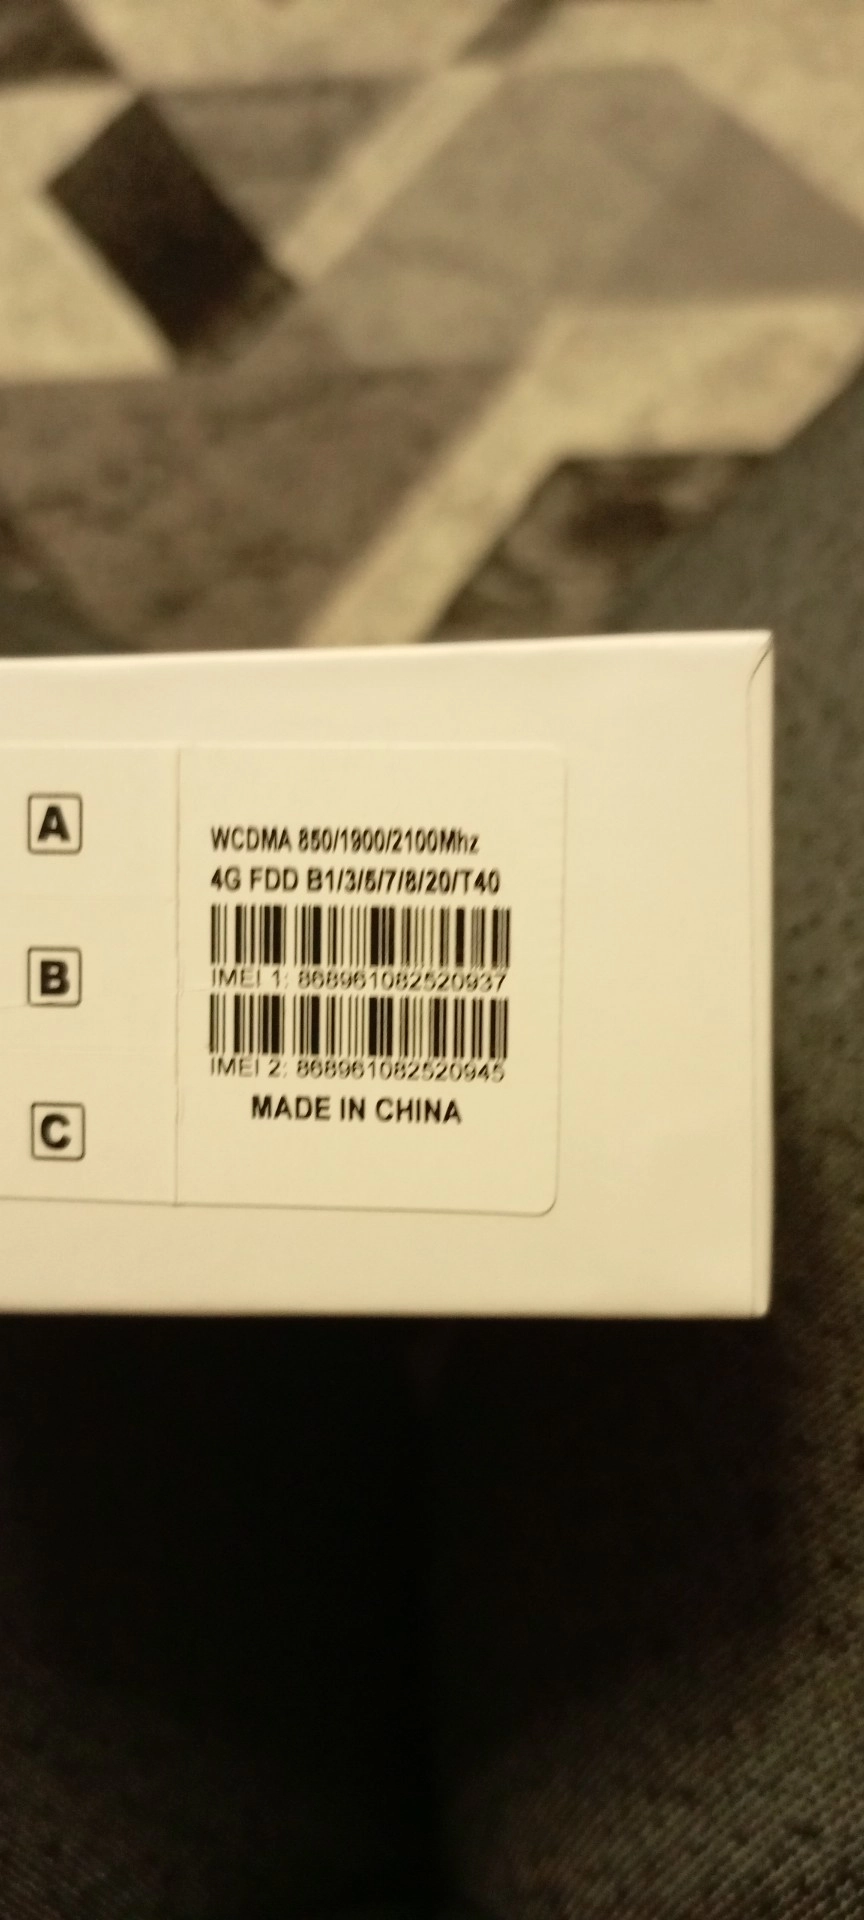 A
WCDMA 850/1900/2100Mhz
4G FDD B1/3/5/7/8/20/T40
B
IMEI 1: 868961082520937
IMEI 2: 868961082520945
MADE IN CHINA
C